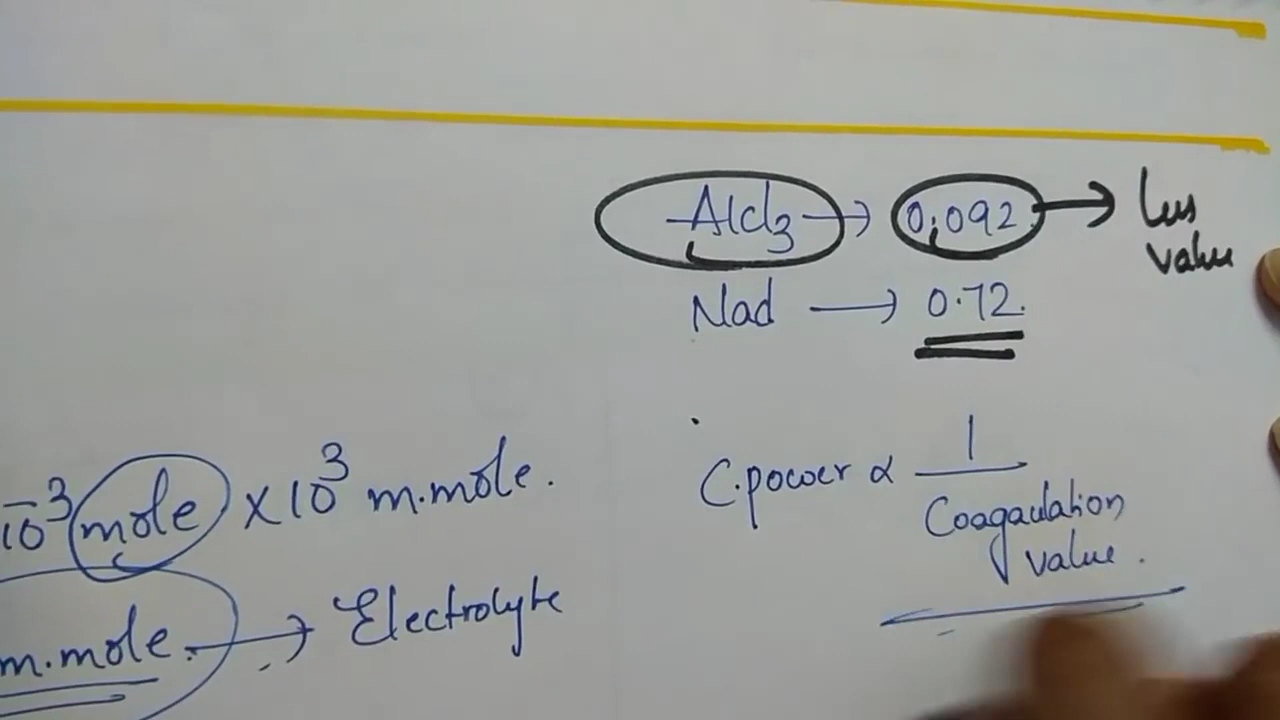 AlCl3 → 0.092 → Less
value
NaCl → 0.72.
C.power ∝ 1
Coagaulation
value.
10^-3 mole × 10^3 m.mole.
m.mole. → Electrolyte